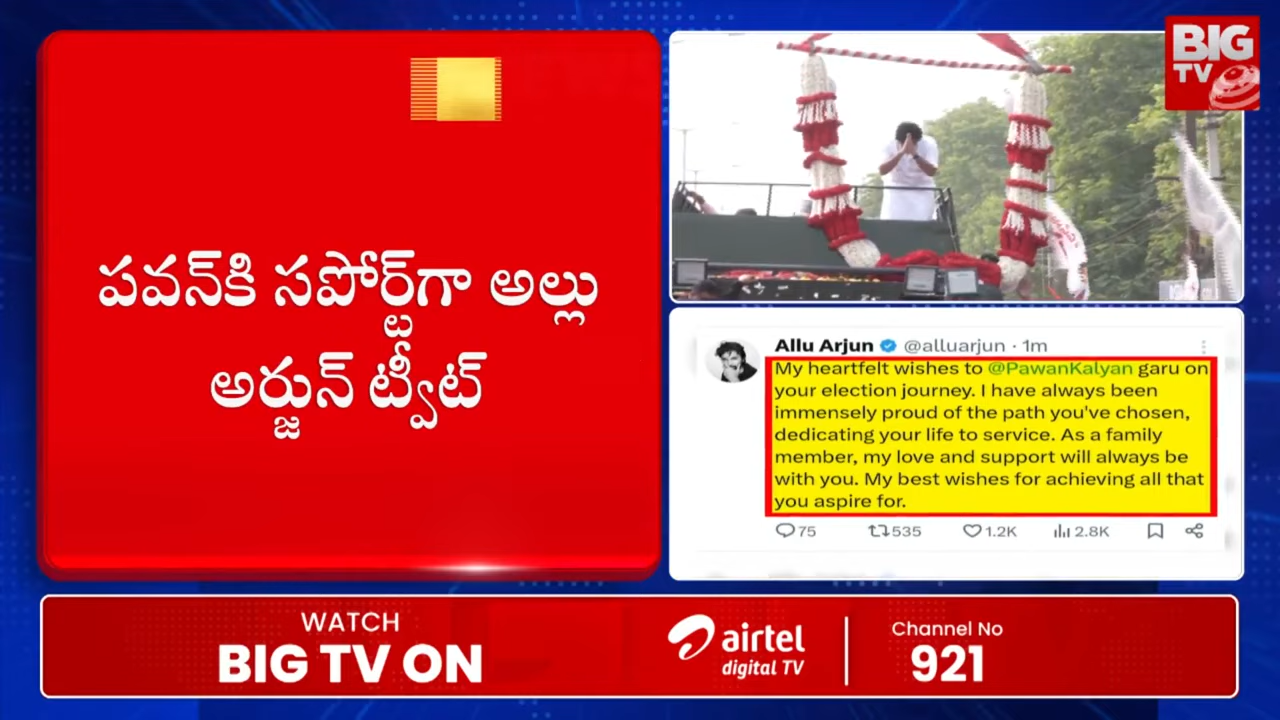 BIG
TV
పవన్‌కి సపోర్ట్‌గా అల్లు
అర్జున్ ట్వీట్
Allu Arjun @alluarjun · 1m
My heartfelt wishes to @PawanKalyan garu on
your election journey. I have always been
immensely proud of the path you've chosen,
dedicating your life to service. As a family
member, my love and support will always be
with you. My best wishes for achieving all that
you aspire for.
75 535 1.2K 2.8K
WATCH
BIG TV ON
airtel
digital TV
Channel No
921